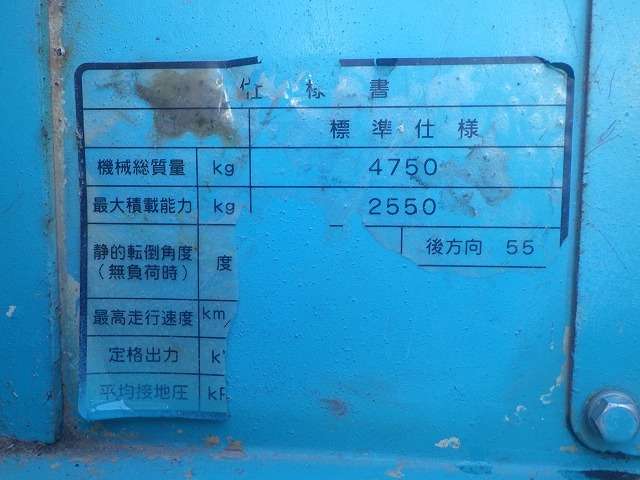 仕様書
標準仕様
機械総質量 kg 4750
最大積載能力 kg 2550
静的転倒角度 度 後方向 55
(無負荷時)
最高走行速度 km/
定格出力 k
平均接地圧 kP